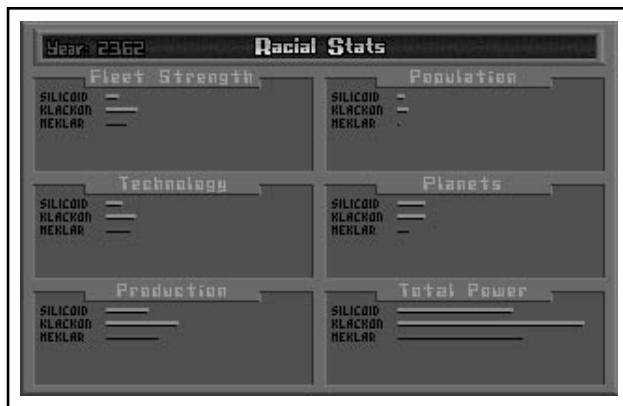 Year: 2362
Racial Stats
Fleet Strength
SILICOID
KLACKON
MEKLAR
Population
SILICOID
KLACKON
MEKLAR
Technology
SILICOID
KLACKON
MEKLAR
Planets
SILICOID
KLACKON
MEKLAR
Production
SILICOID
KLACKON
MEKLAR
Total Power
SILICOID
KLACKON
MEKLAR